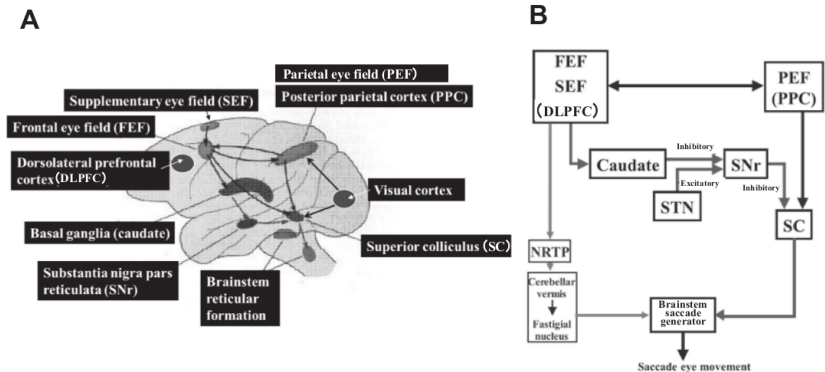 A
Parietal eye field (PEF)
Supplementary eye field (SEF)
Posterior parietal cortex (PPC)
Frontal eye field (FEF)
Dorsolateral prefrontal
cortex(DLPFC)
Visual cortex
Basal ganglia (caudate)
Superior colliculus (SC)
Substantia nigra pars
reticulata (SNr)
Brainstem
reticular
formation
B
FEF
SEF
(DLPFC)
PEF
(PPC)
Caudate
Inhibitory
SNr
Excitatory
Inhibitory
STN
SC
NRTP
Cerebellar
vermis
Fastigial
nucleus
Brainstem
saccade
generator
Saccade eye movement